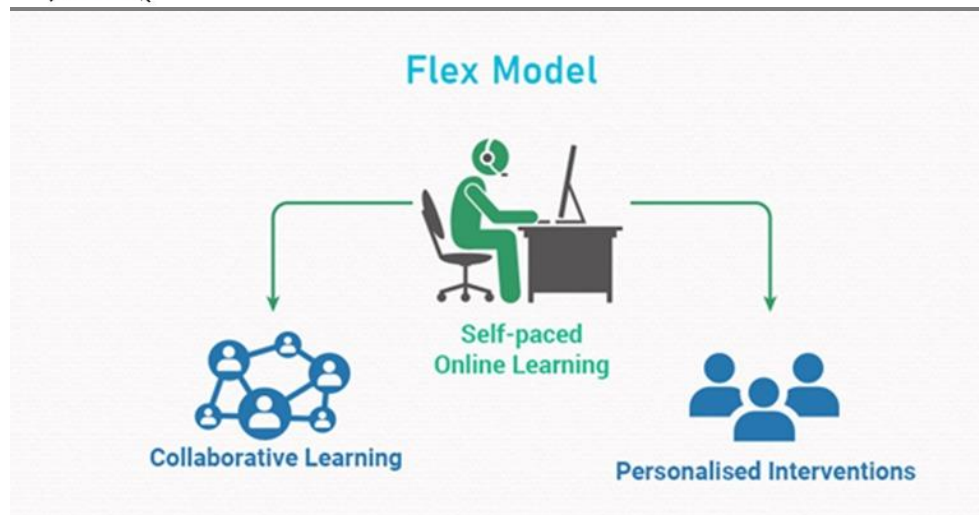 Flex Model
Self-paced
Online Learning
Collaborative Learning
Personalised Interventions